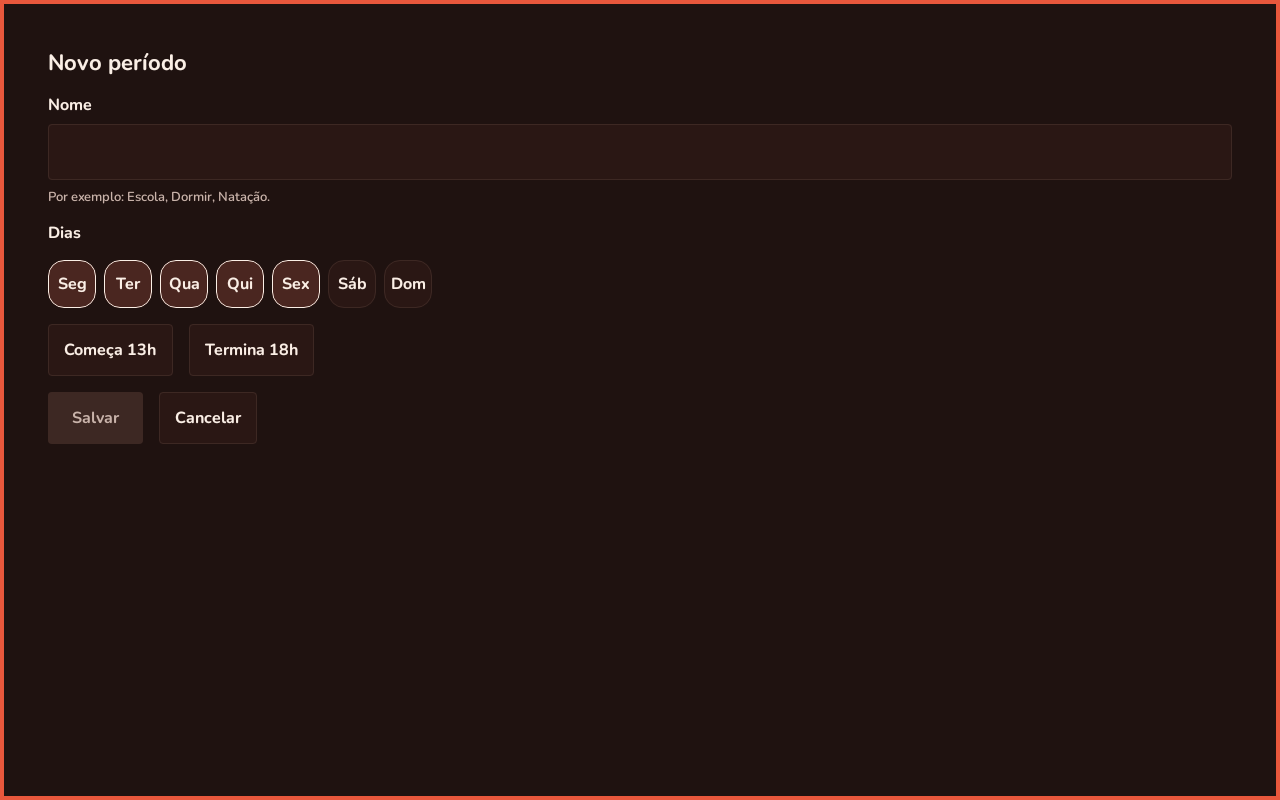 Novo período
Nome
Por exemplo: Escola, Dormir, Natação.
Dias
Seg Ter Qua Qui Sex Sáb Dom
Começa 13h Termina 18h
Salvar Cancelar